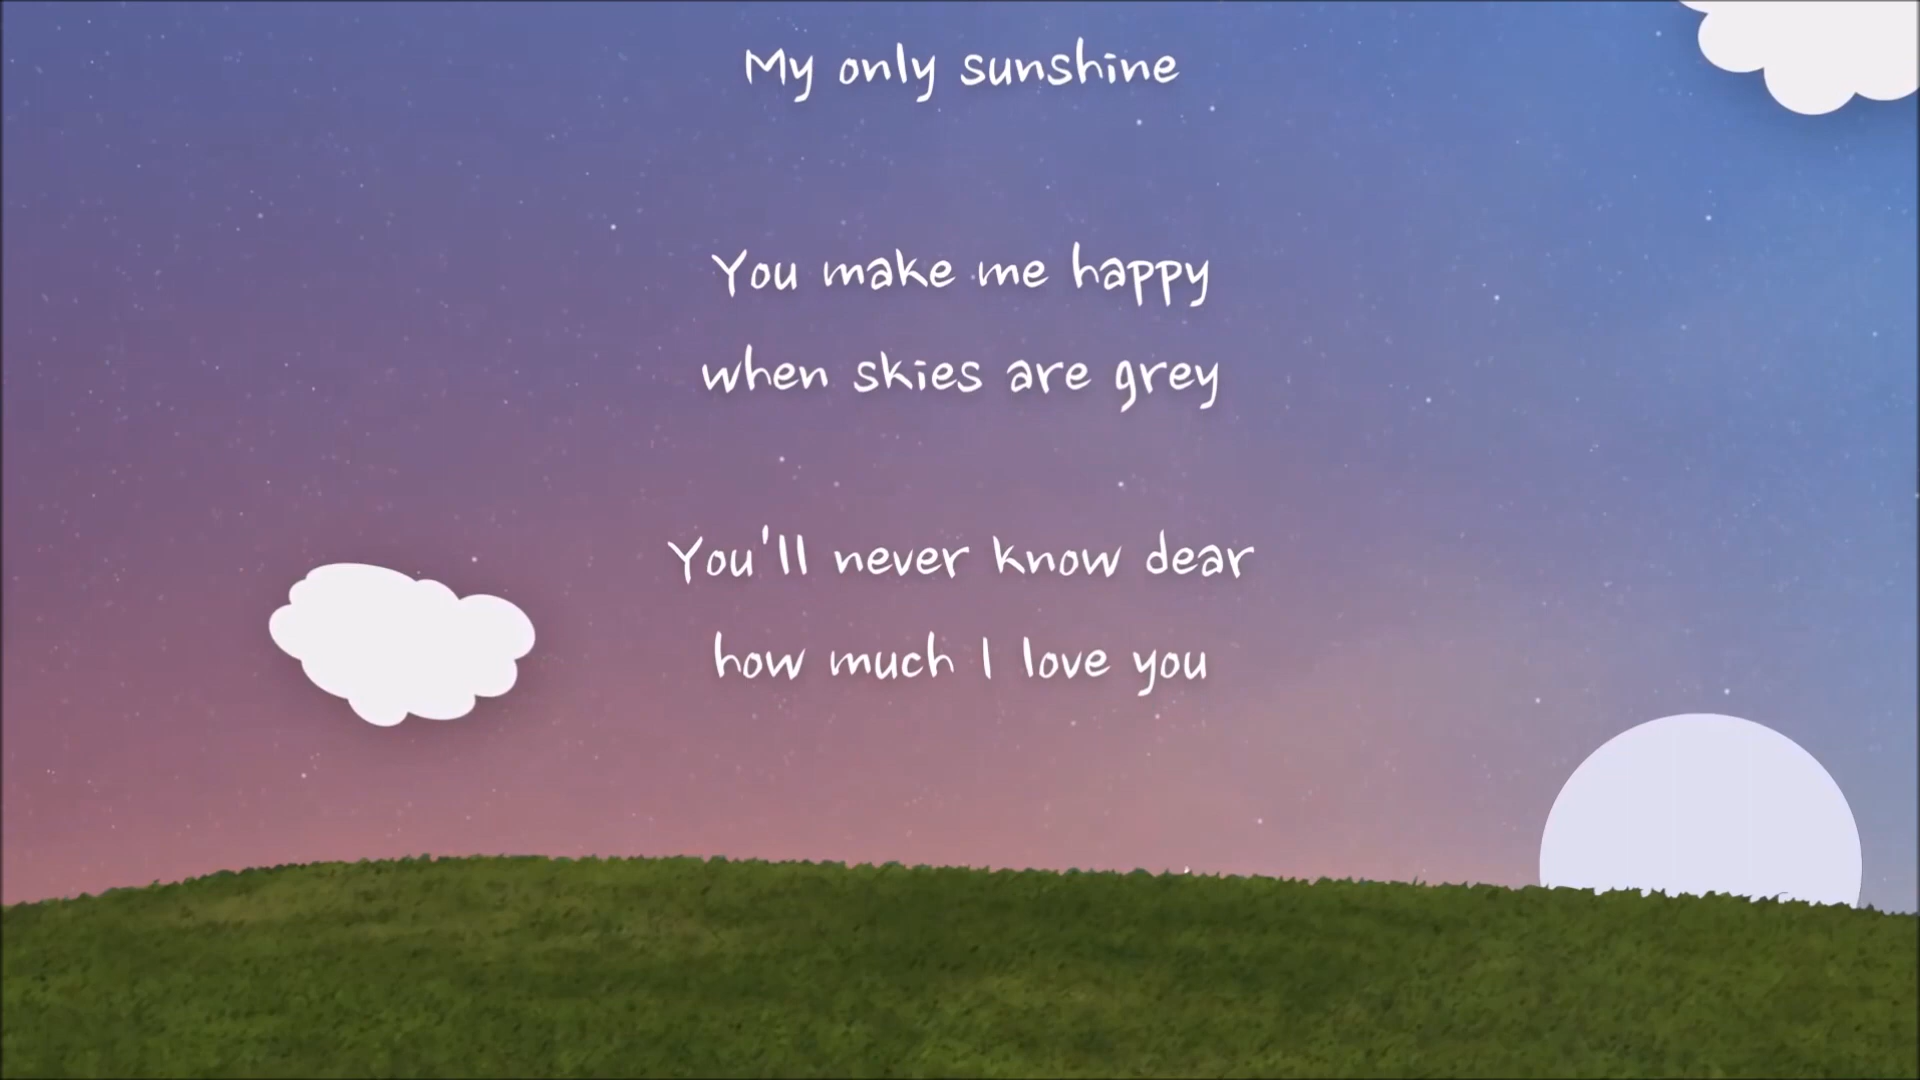 My only sunshine
You make me happy
when skies are grey
You'll never know dear
how much I love you